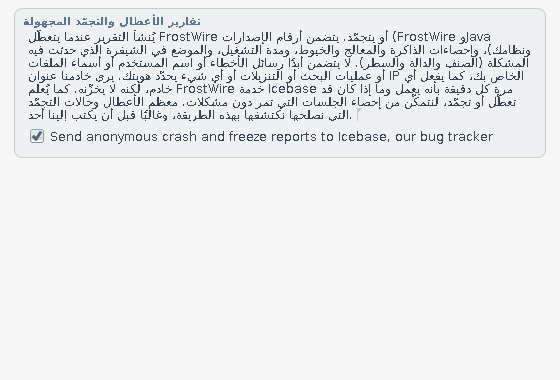 تقارير الأعطال والتجمّد المجهولة
يُنشأ التقرير عندما يتعطّل FrostWire أو يتجمّد. يتضمن أرقام الإصدارات (FrostWire وJava
ونظامك)، وإحصاءات الذاكرة والمعالج والخيوط، ومدة التشغيل، والموضع في الشيفرة الذي حدثت فيه
المشكلة (الصنف والدالة والسطر). لا يتضمن أبدًا رسائل الأخطاء أو اسم المستخدم أو أسماء الملفات
أو عمليات البحث أو التنزيلات أو أي شيء يحدّد هويتك. يرى خادمنا عنوان IP الخاص بك، كما يفعل أي
خادم، لكنه لا يخزّنه. كما يُعلم FrostWire خدمة Icebase مرة كل دقيقة بأنه يعمل وما إذا كان قد
تعطّل أو تجمّد، لنتمكن من إحصاء الجلسات التي تمر دون مشكلات. معظم الأعطال وحالات التجمّد
التي نصلحها نكتشفها بهذه الطريقة، وغالبًا قبل أن يكتب إلينا أحد.
Send anonymous crash and freeze reports to Icebase, our bug tracker